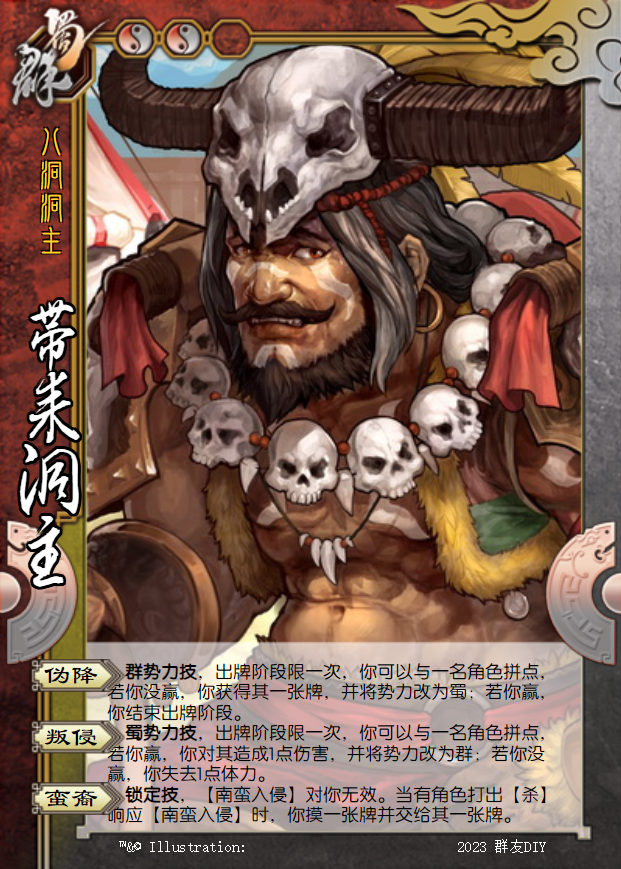 蜀
群
八洞洞主
带来洞主
伪降
群势力技，出牌阶段限一次，你可以与一名角色拼点，
若你没赢，你获得其一张牌，并将势力改为蜀；若你赢，
你结束出牌阶段。
叛侵
蜀势力技，出牌阶段限一次，你可以与一名角色拼点，
若你赢，你对其造成1点伤害，并将势力改为群；若你没
赢，你失去1点体力。
蛮裔
锁定技，【南蛮入侵】对你无效。当有角色打出【杀】
响应【南蛮入侵】时，你摸一张牌并交给其一张牌。
™&© Illustration:
2023 群友DIY